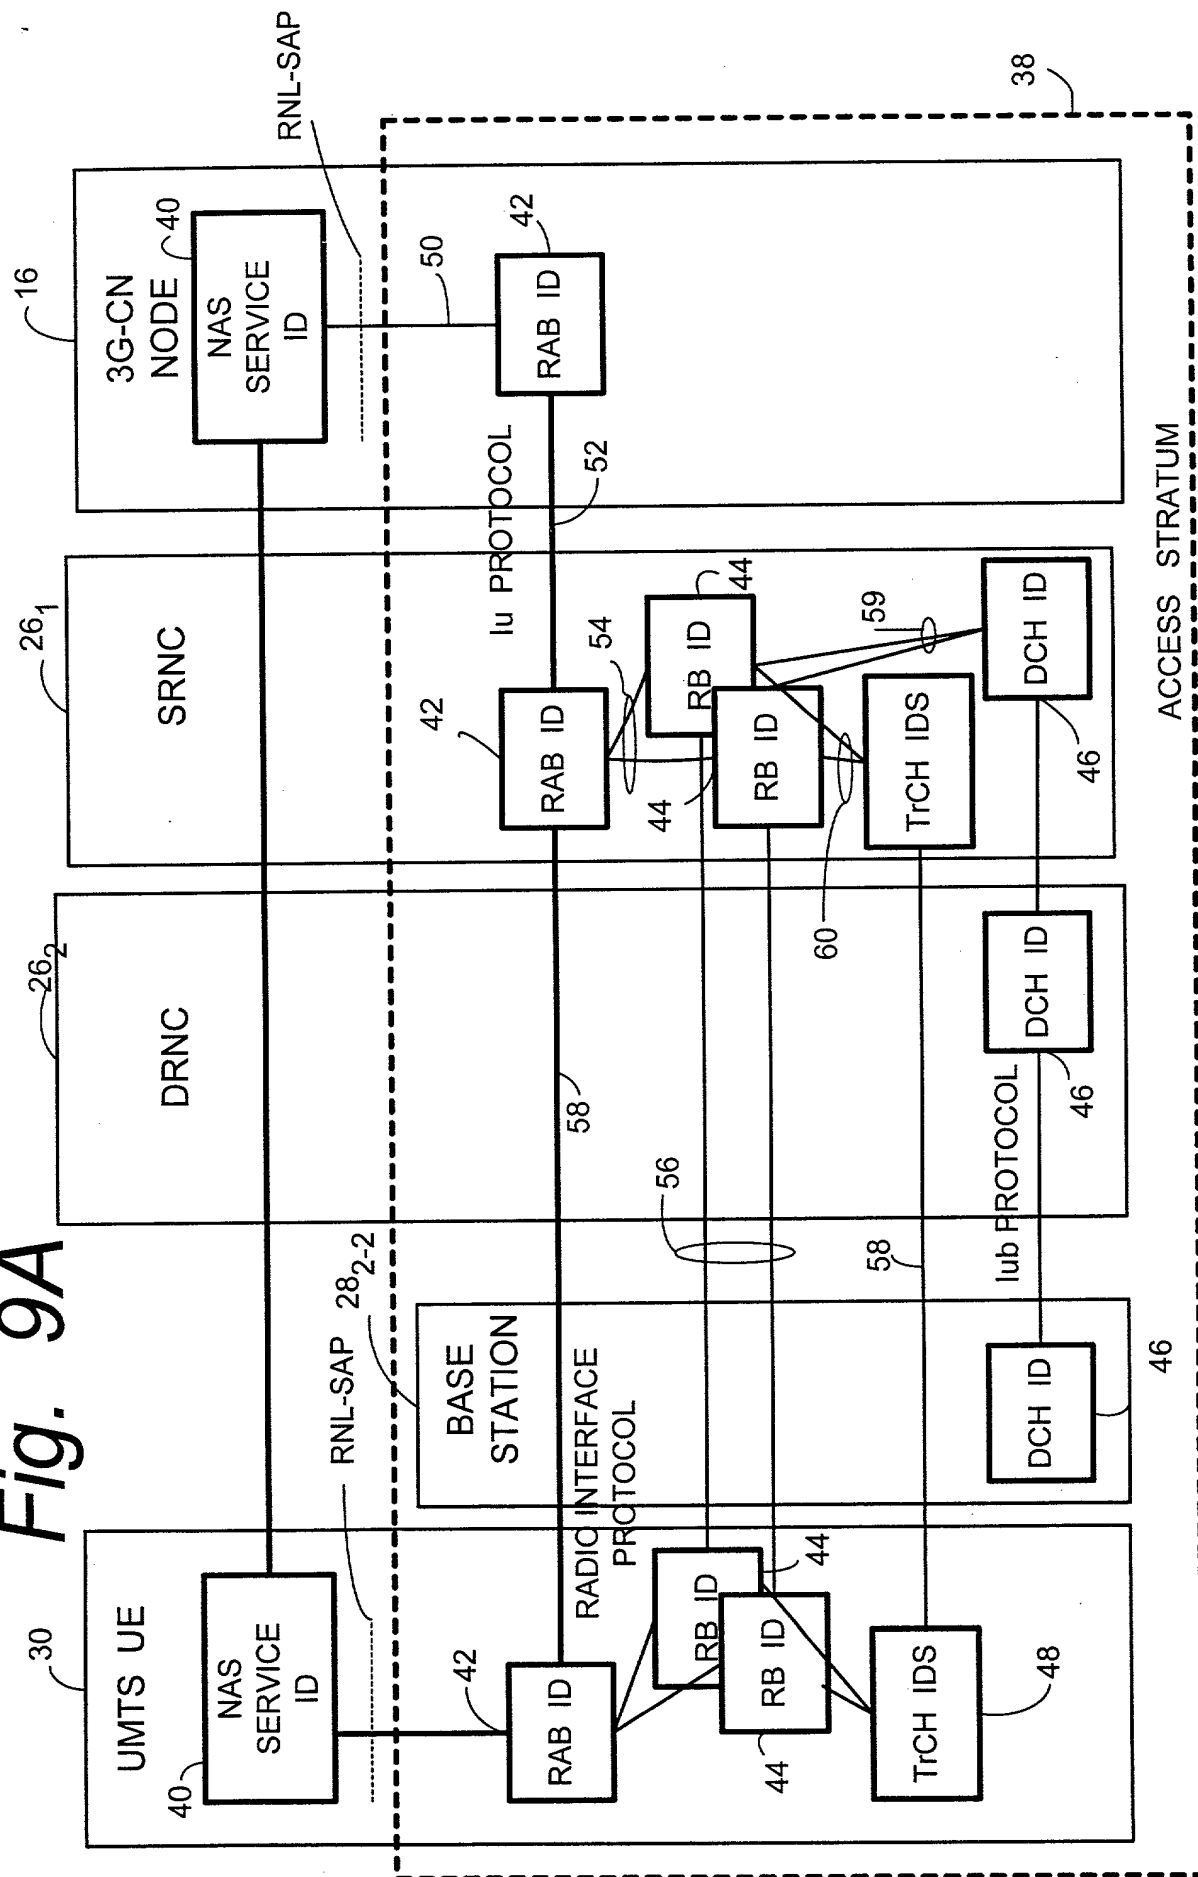 Fig. 9A
30
UMTS UE
40
NAS
SERVICE
ID
RNL-SAP
42
RAB ID
RADIO INTERFACE
PROTOCOL
RB ID
44
RB ID
44
TrCH IDS
48
28₂₋₂
BASE
STATION
DCH ID
46
56
58
58
Iub PROTOCOL
26₂
DRNC
DCH ID
46
60
26₁
SRNC
42
RAB ID
54
RB ID
44
RB ID
44
TrCH IDS
59
DCH ID
46
Iu PROTOCOL
52
16
3G-CN
NODE
40
NAS
SERVICE
ID
RNL-SAP
50
RAB ID
42
38
ACCESS STRATUM